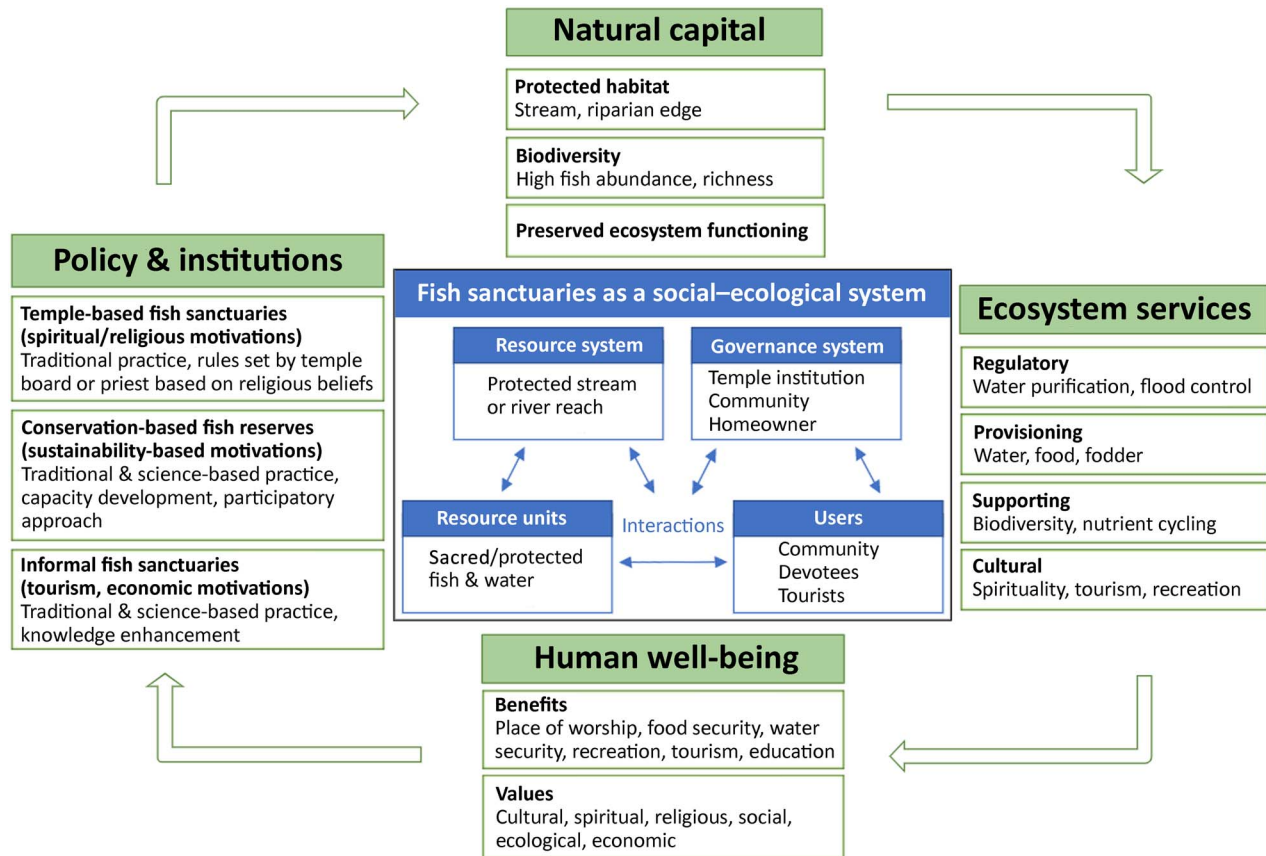 Natural capital
Protected habitat
Stream, riparian edge
Biodiversity
High fish abundance, richness
Preserved ecosystem functioning
Policy & institutions
Temple-based fish sanctuaries
(spiritual/religious motivations)
Traditional practice, rules set by temple
board or priest based on religious beliefs
Conservation-based fish reserves
(sustainability-based motivations)
Traditional & science-based practice,
capacity development, participatory
approach
Informal fish sanctuaries
(tourism, economic motivations)
Traditional & science-based practice,
knowledge enhancement
Fish sanctuaries as a social–ecological system
Resource system
Protected stream
or river reach
Governance system
Temple institution
Community
Homeowner
Resource units
Sacred/protected
fish & water
Interactions
Users
Community
Devotees
Tourists
Ecosystem services
Regulatory
Water purification, flood control
Provisioning
Water, food, fodder
Supporting
Biodiversity, nutrient cycling
Cultural
Spirituality, tourism, recreation
Human well-being
Benefits
Place of worship, food security, water
security, recreation, tourism, education
Values
Cultural, spiritual, religious, social,
ecological, economic